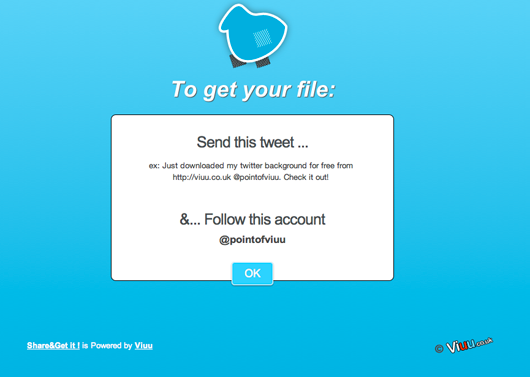 To get your file:
Send this tweet ...
ex: Just downloaded my twitter background for free from
http://viuu.co.uk @pointofviuu. Check it out!
&... Follow this account
@pointofviuu
OK
Share&Get it ! is Powered by Viuu
© Viuu.co.uk